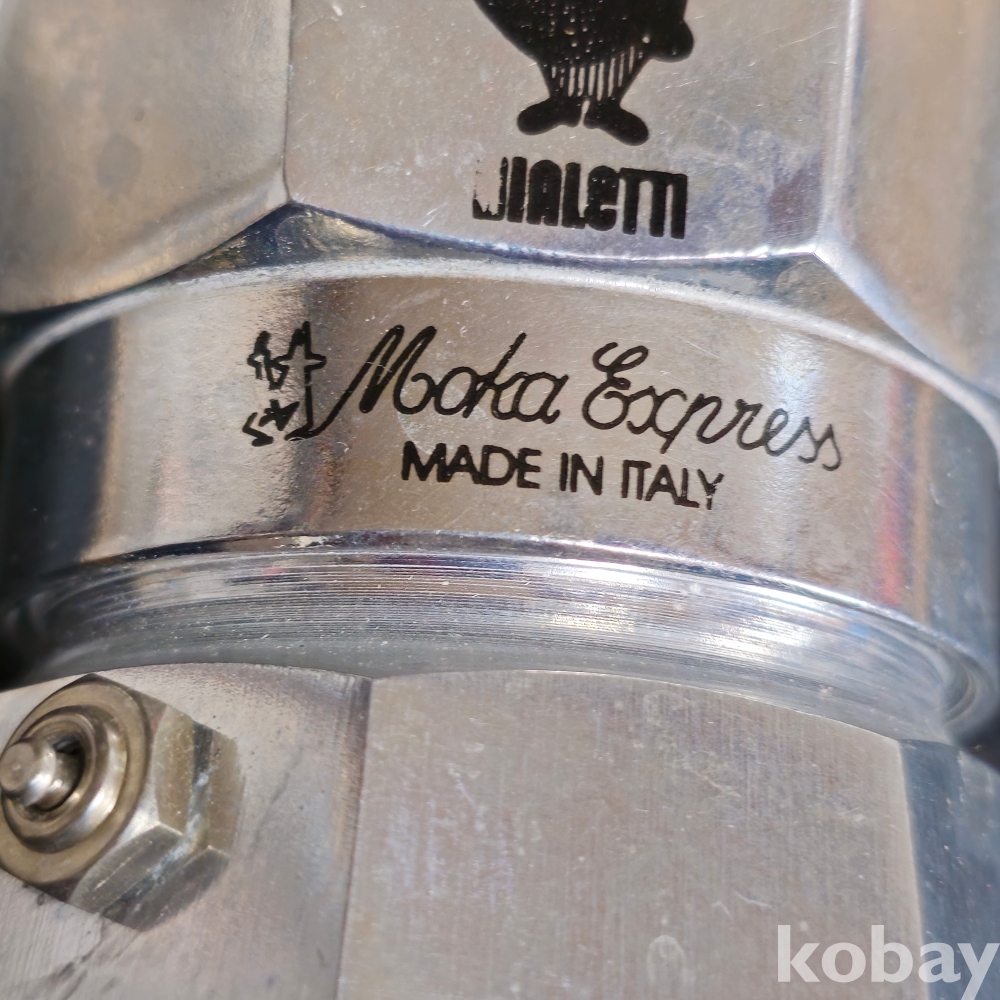 BIALETTI
Moka Express
MADE IN ITALY
kobay